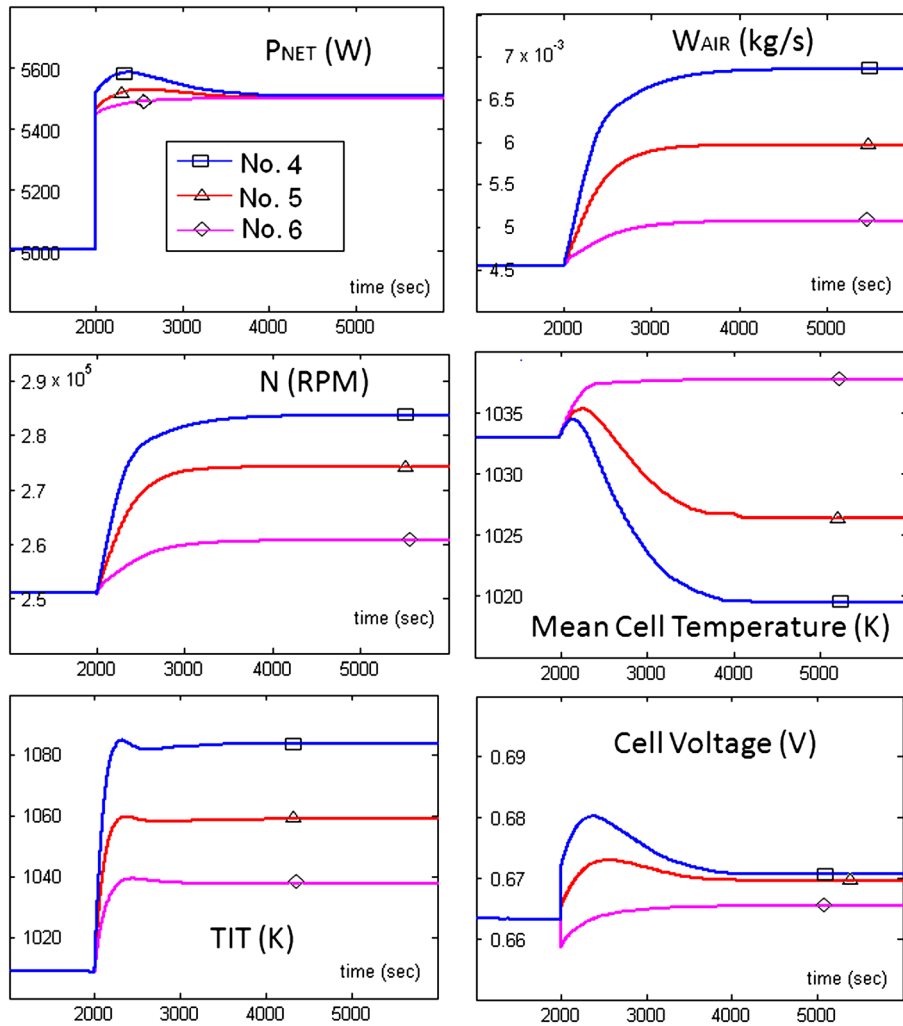 P_NET (W)
5600
5400
5200
5000
No. 4
No. 5
No. 6
time (sec)
2000 3000 4000 5000
W_AIR (kg/s)
7 x 10^-3
6.5
6
5.5
5
4.5
time (sec)
2000 3000 4000 5000
N (RPM)
2.9 x 10^5
2.8
2.7
2.6
2.5
time (sec)
2000 3000 4000 5000
1035
1030
1025
1020
Mean Cell Temperature (K)
2000 3000 4000 5000
1080
1060
1040
1020
TIT (K)
time (sec)
2000 3000 4000 5000
Cell Voltage (V)
0.69
0.68
0.67
0.66
time (sec)
2000 3000 4000 5000